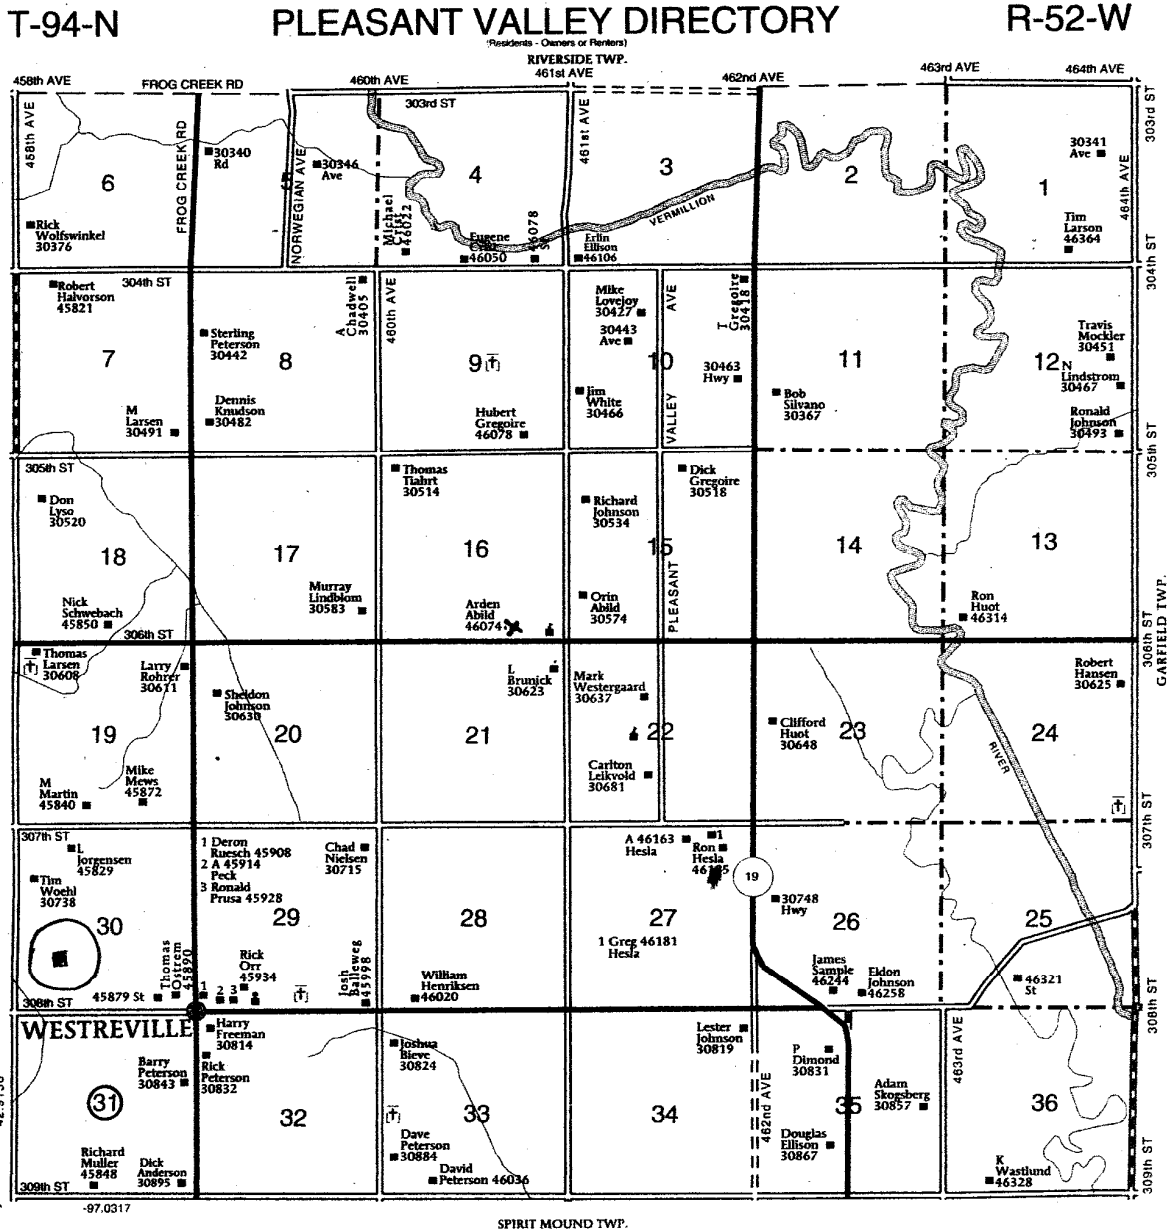 T-94-N
PLEASANT VALLEY DIRECTORY
R-52-W
(Residents - Owners or Renters)
RIVERSIDE TWP.
458th AVE
FROG CREEK RD
460th AVE
461st AVE
462nd AVE
463rd AVE
464th AVE
303rd ST
303rd ST
458th AVE
FROG CREEK RD
NORWEGIAN AVE
461st AVE
464th AVE
6
30340
Rd
30346
Ave
4
3
2
1
30341
Ave
Rick
Wolfswinkel
30376
Michael
46022
Eugene
46050
46078
Erlin
Ellison
46106
VERMILLION
Tim
Larson
46364
304th ST
304th ST
Robert
Halvorson
45821
7
M
Larsen
30491
Sterling
Peterson
30442
8
Dennis
Knudson
30482
A
Chadwell
30405
460th AVE
9
Hubert
Gregoire
46078
Mike
Lovejoy
30427
30443
Ave
10
Jim
White
30466
AVE
VALLEY
PLEASANT
T
Gregoire
30418
30463
Hwy
11
Bob
Silvano
30367
Travis
Mockler
30451
12
N
Lindstrom
30467
Ronald
Johnson
30493
305th ST
305th ST
Don
Lyso
30520
18
Nick
Schwebach
45850
17
Murray
Lindblom
30583
Thomas
Tiahrt
30514
16
Arden
Abild
46074
Richard
Johnson
30534
15
Orin
Abild
30574
Dick
Gregoire
30518
14
13
Ron
Huot
46314
306th ST
306th ST
GARFIELD TWP.
Thomas
Larsen
30608
Larry
Rohrer
30611
19
M
Martin
45840
Mike
Mews
45872
Sheldon
Johnson
30630
20
21
L
Brunick
30623
Mark
Westergaard
30637
22
Carlton
Leikvold
30681
Clifford
Huot
30648
23
RIVER
Robert
Hansen
30625
24
307th ST
307th ST
L
Jorgensen
45829
Tim
Woehl
30738
30
Thomas
Ostrem
45890
45879 St
1 Deron
Ruesch 45908
2 A 45914
Peck
3 Ronald
Prusa 45928
29
Chad
Nielsen
30715
Rick
Orr
45934
1
2
3
Josh
Balleweg
45998
28
William
Henriksen
46020
A 46163
Hesla
1
Ron
Hesla
27
1 Greg 46181
Hesla
19
30748
Hwy
26
James
Sample
46244
Eldon
Johnson
46258
25
46321
St
308th ST
308th ST
WESTREVILLE
Harry
Freeman
30814
Barry
Peterson
30843
Rick
Peterson
30832
31
Richard
Muller
45848
Dick
Anderson
30895
32
Joshua
Bieve
30824
33
Dave
Peterson
30884
David
Peterson 46036
Lester
Johnson
30819
34
462nd AVE
P
Dimond
30831
35
Douglas
Ellison
30867
Adam
Skogsberg
30857
463rd AVE
36
K
Wastlund
46328
309th ST
309th ST
-97.0317
SPIRIT MOUND TWP.